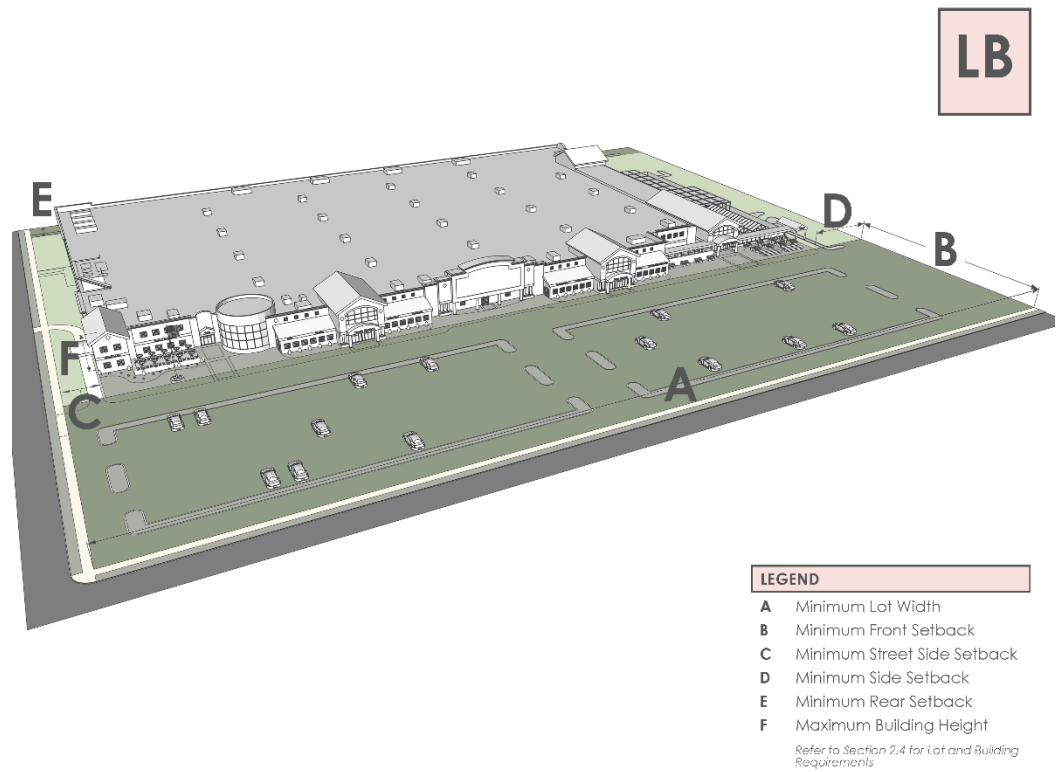 LB
E
D
B
F
A
C
LEGEND
A Minimum Lot Width
B Minimum Front Setback
C Minimum Street Side Setback
D Minimum Side Setback
E Minimum Rear Setback
F Maximum Building Height
Refer to Section 2.4 for Lot and Building
Requirements